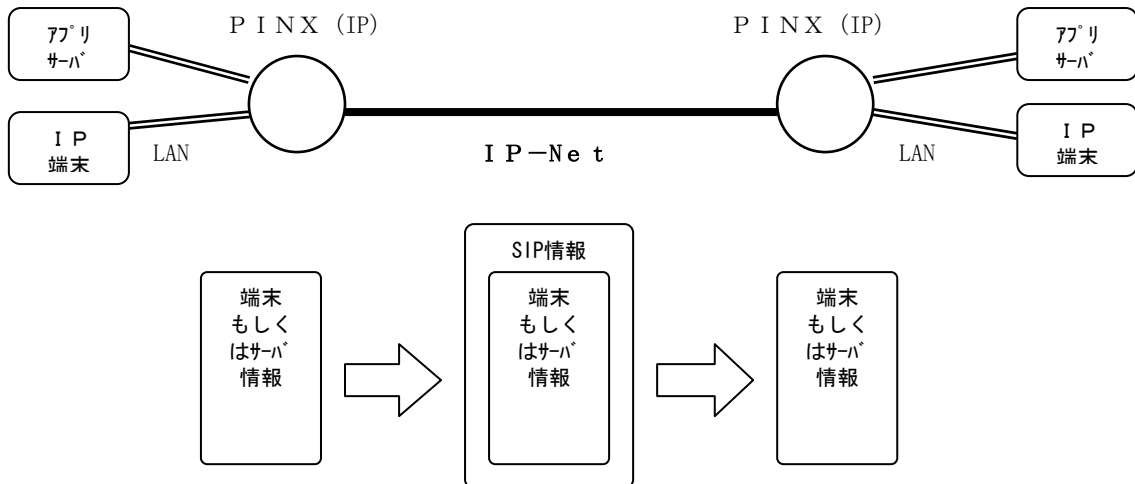 ＰＩＮＸ (IP)
ＰＩＮＸ (IP)
ｱﾌﾟﾘ
ｻｰﾊﾞ
ｱﾌﾟﾘ
ｻｰﾊﾞ
ＩＰ
端末
ＩＰ
端末
LAN
ＩＰ－Ｎｅｔ
LAN
SIP情報
端末
もしく
はｻｰﾊﾞ
情報
端末
もしく
はｻｰﾊﾞ
情報
端末
もしく
はｻｰﾊﾞ
情報